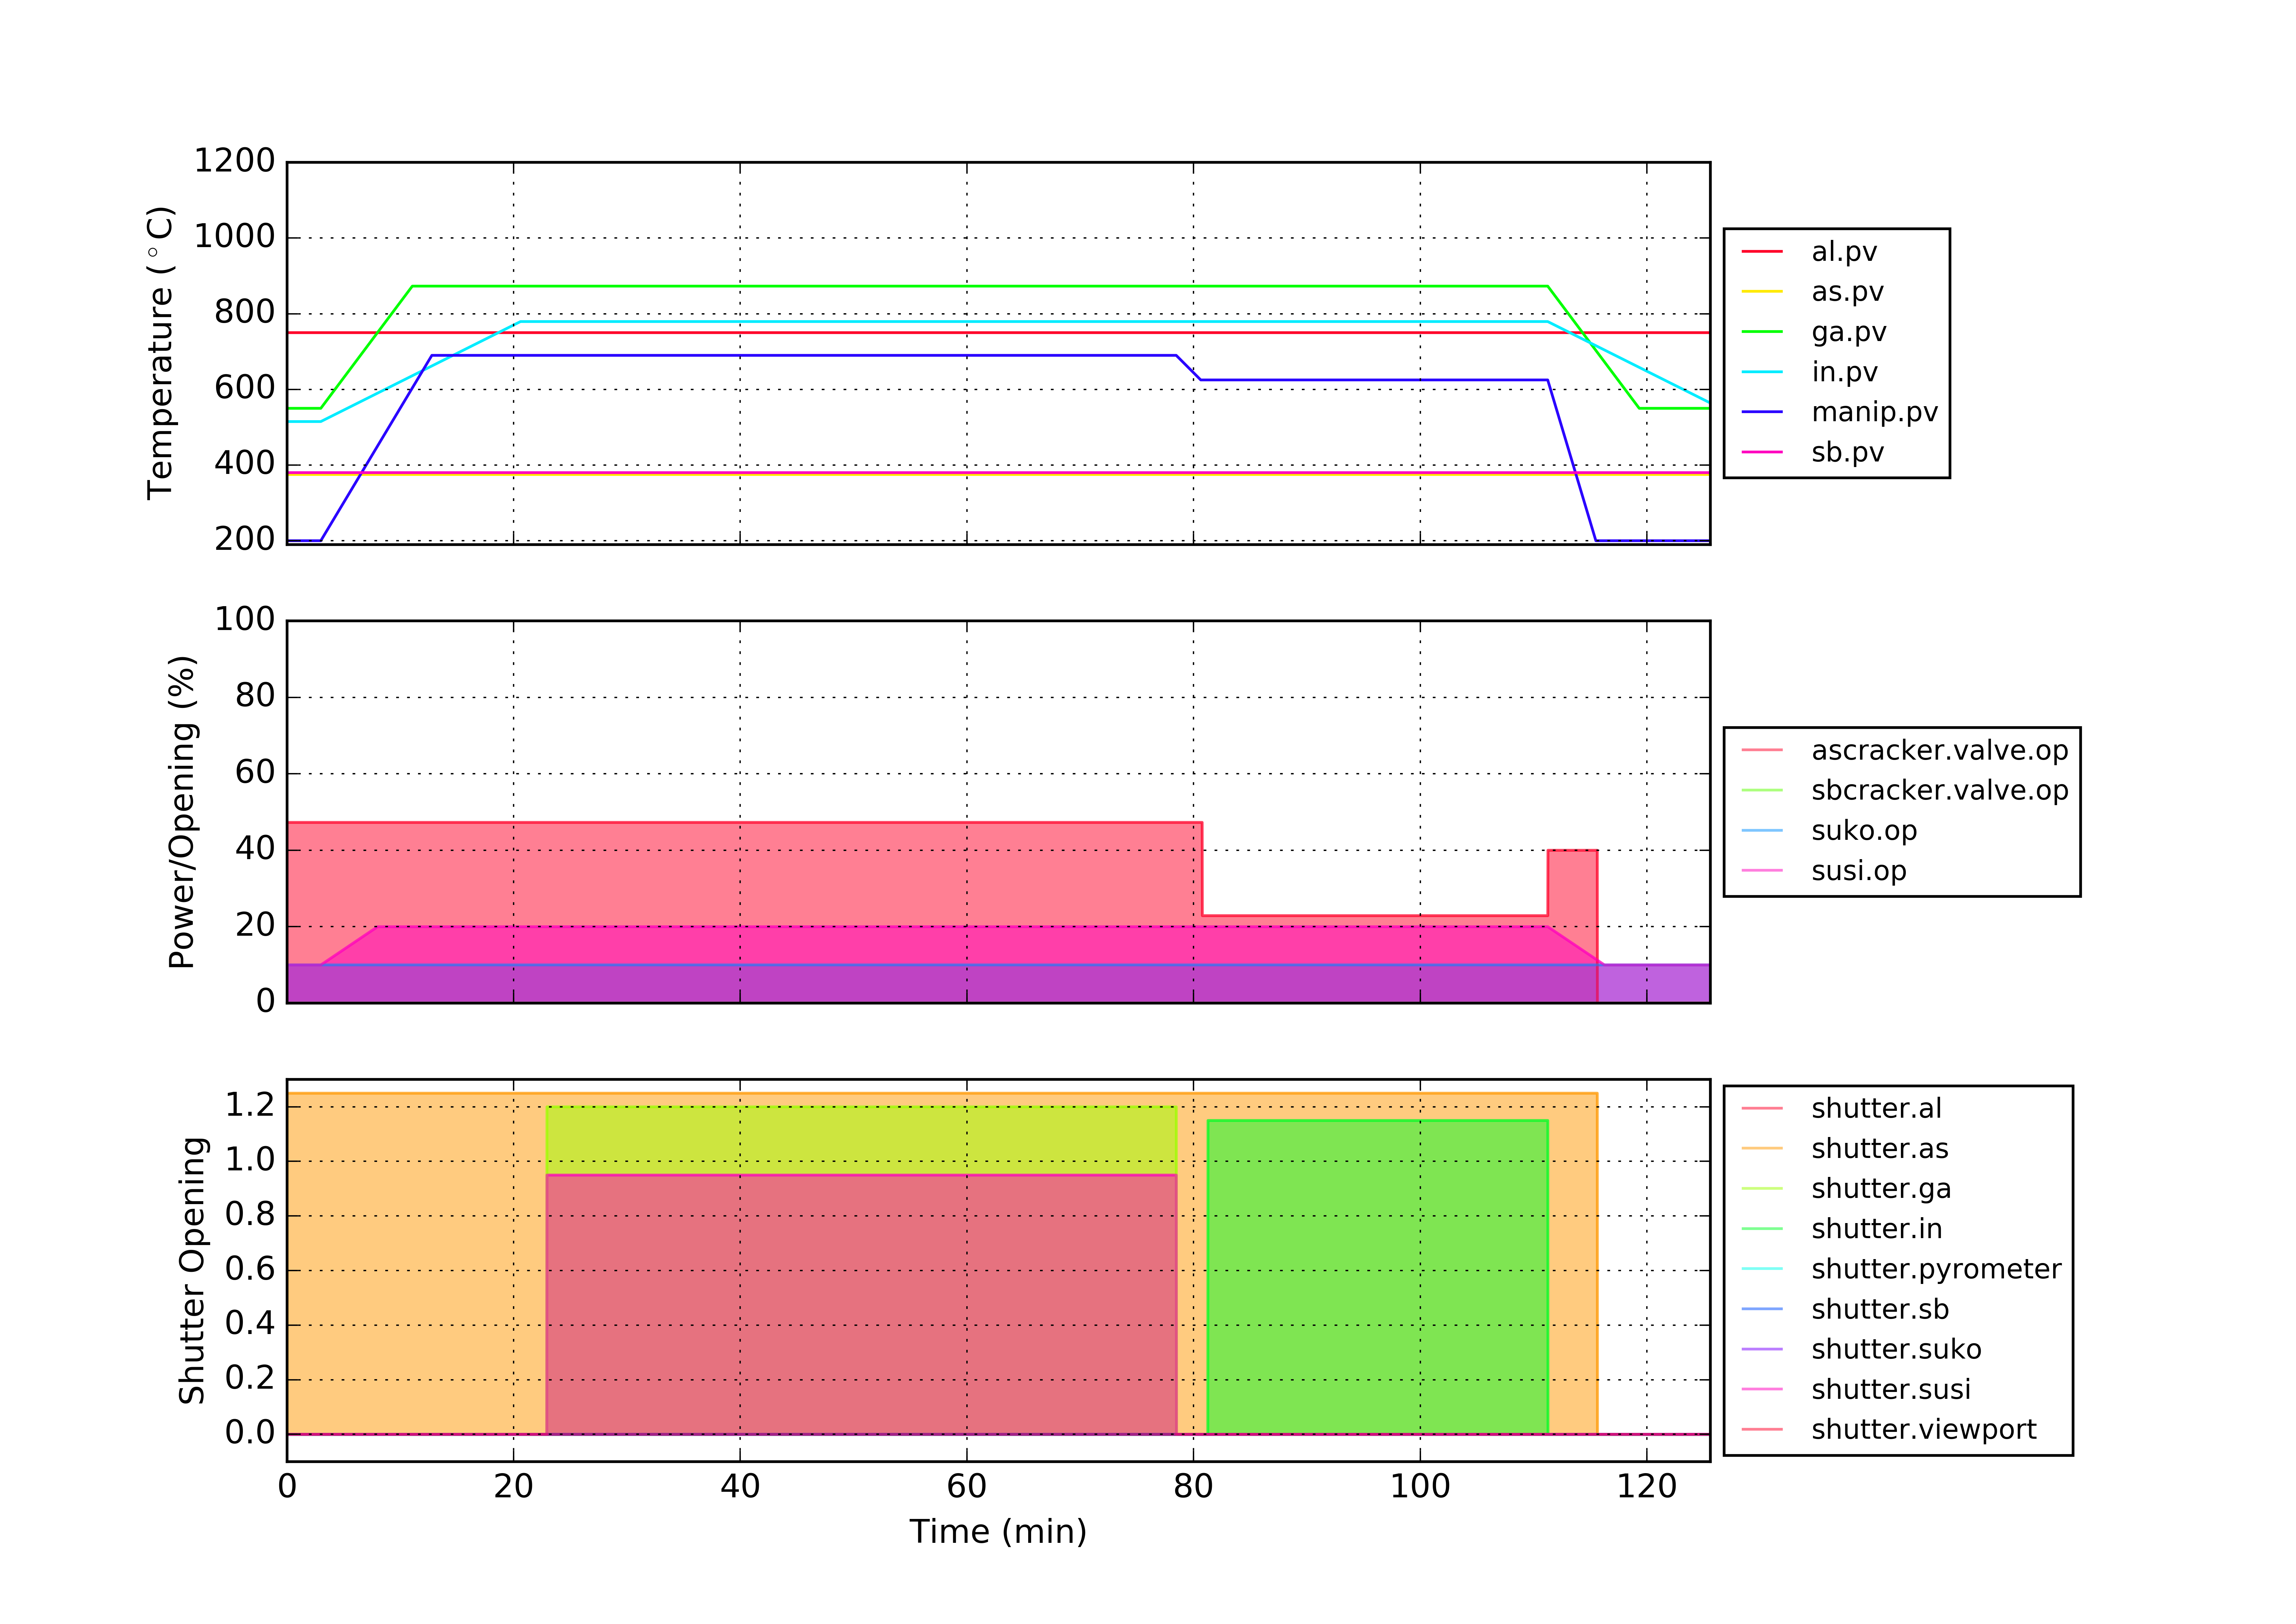 1200
1000
800
600
400
200
Temperature (°C)
al.pv
as.pv
ga.pv
in.pv
manip.pv
sb.pv
100
80
60
40
20
0
Power/Opening (%)
ascracker.valve.op
sbcracker.valve.op
suko.op
susi.op
1.2
1.0
0.8
0.6
0.4
0.2
0.0
Shutter Opening
shutter.al
shutter.as
shutter.ga
shutter.in
shutter.pyrometer
shutter.sb
shutter.suko
shutter.susi
shutter.viewport
0 20 40 60 80 100 120
Time (min)